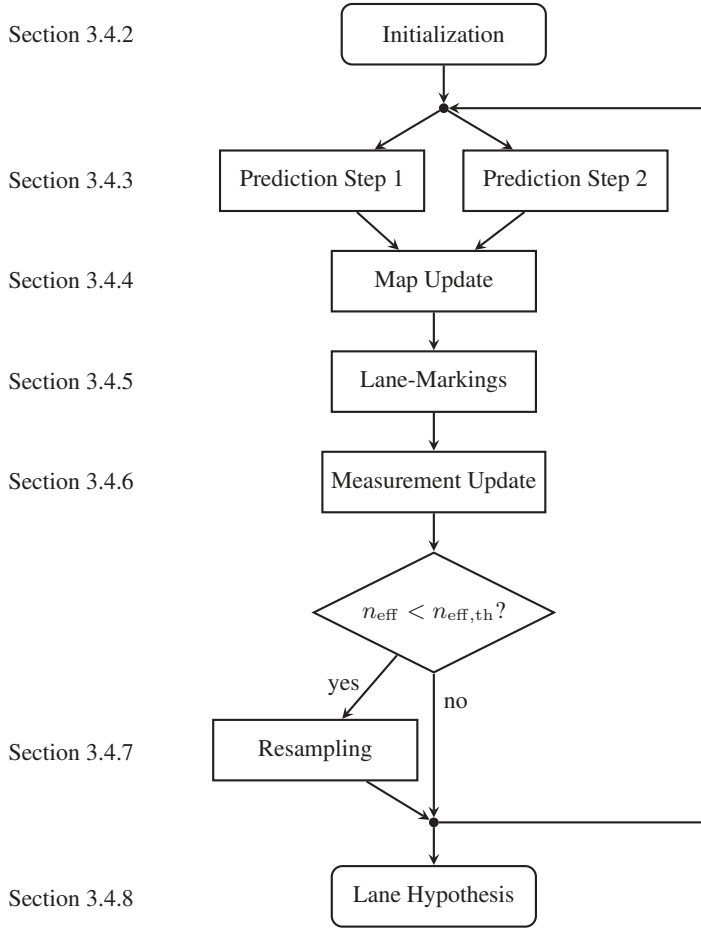 Section 3.4.2
Initialization
Section 3.4.3
Prediction Step 1
Prediction Step 2
Section 3.4.4
Map Update
Section 3.4.5
Lane-Markings
Section 3.4.6
Measurement Update
n_eff < n_eff,th?
yes
no
Section 3.4.7
Resampling
Section 3.4.8
Lane Hypothesis